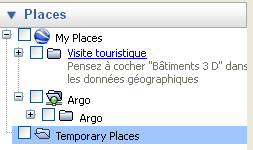 Places
My Places
Visite touristique
Pensez à cocher "Bâtiments 3 D" dans
les données géographiques
Argo
Argo
Temporary Places